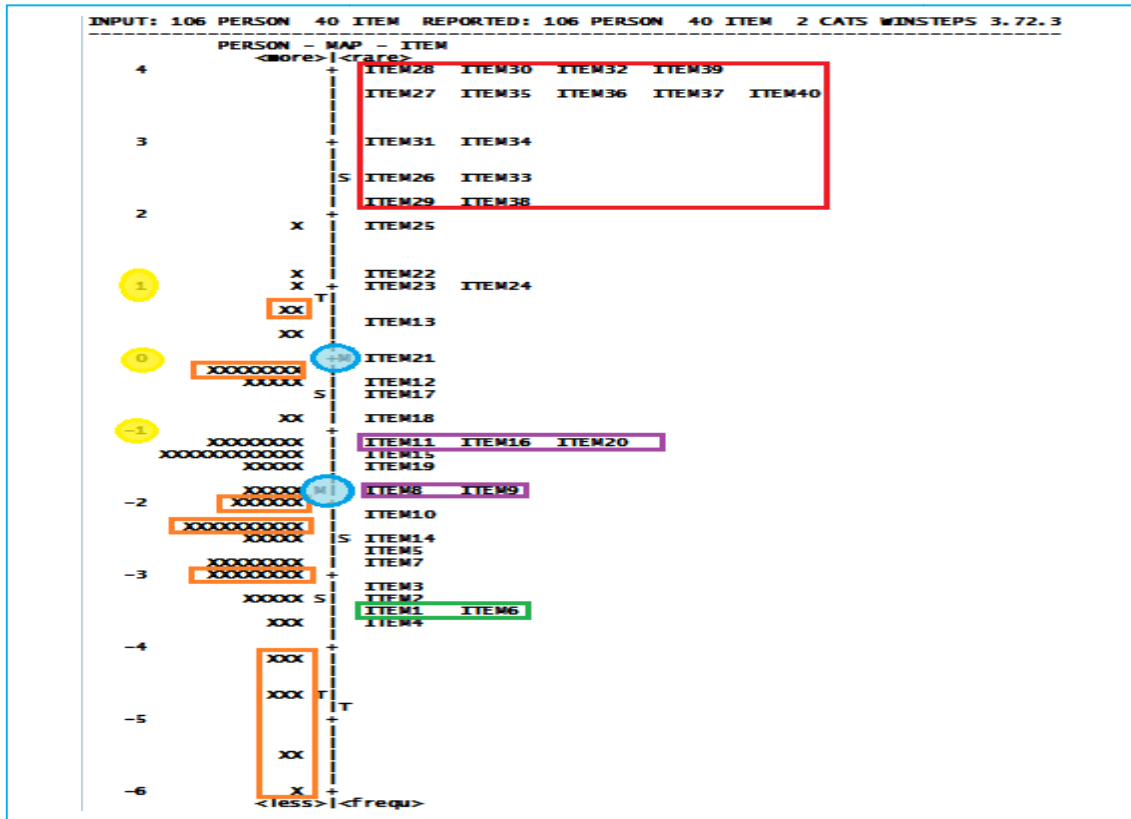 INPUT: 106 PERSON 40 ITEM REPORTED: 106 PERSON 40 ITEM 2 CATS WINSTEPS 3.72.3
PERSON - MAP - ITEM
<more>|<rare>
4 + ITEM28 ITEM30 ITEM32 ITEM39
ITEM27 ITEM35 ITEM36 ITEM37 ITEM40
3 + ITEM31 ITEM34
|S ITEM26 ITEM33
ITEM29 ITEM38
2 +
X | ITEM25
X | ITEM22
1 X + ITEM23 ITEM24
T|
XX |
| ITEM13
XX |
0 +M ITEM21
XXXXXXXX |
XXXXX | ITEM12
S| ITEM17
XX | ITEM18
-1 +
XXXXXXXX | ITEM11 ITEM16 ITEM20
XXXXXXXXXXXX | ITEM15
XXXXX | ITEM19
XXXXX M| ITEM8 ITEM9
-2 XXXXXX +
| ITEM10
XXXXXXXXXX |
XXXXX |S ITEM14
| ITEM5
XXXXXXXX | ITEM7
-3 XXXXXXXX +
| ITEM3
XXXXX S| ITEM2
| ITEM1 ITEM6
XXX | ITEM4
-4 +
XXX |
XXX T|
|T
-5 +
XX |
-6 X +
<less>|<frequ>